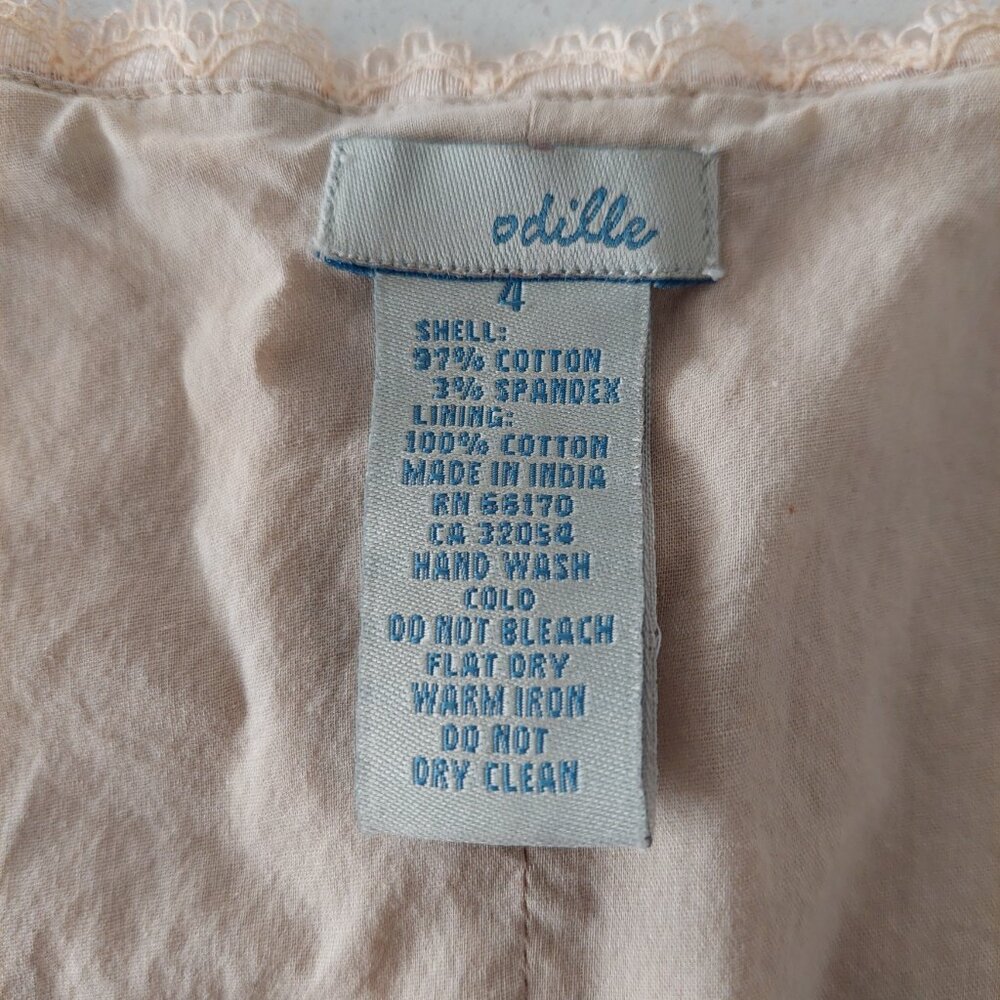 odille
4
SHELL:
97% COTTON
3% SPANDEX
LINING:
100% COTTON
MADE IN INDIA
RN 66170
CA 32054
HAND WASH
COLD
DO NOT BLEACH
FLAT DRY
WARM IRON
DO NOT
DRY CLEAN